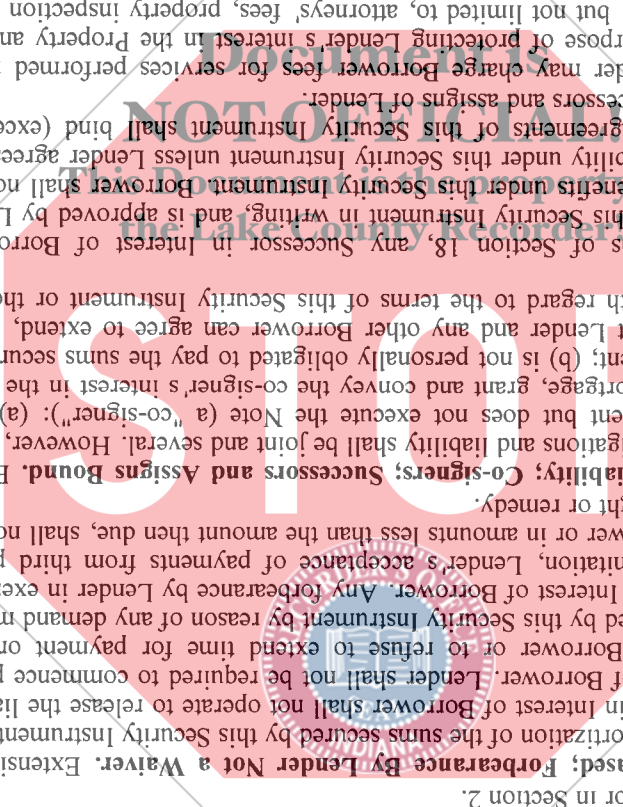 or in Section 2.
ased; Forbearance By Lender Not a Waiver. Extensi
ortization of the sums secured by this Security Instrument
in Interest of Borrower shall not operate to release the lia
f Borrower. Lender shall not be required to commence p
Borrower or to refuse to extend time for payment or
ed by this Security Instrument by reason of any demand m
Interest of Borrower. Any forbearance by Lender in exe
mitation, Lender's acceptance of payments from third p
wer or in amounts less than the amount then due, shall no
ght or remedy.
iability; Co-signers; Successors and Assigns Bound. B
igations and liability shall be joint and several. However,
ent but does not execute the Note (a "co-signer"): (a)
ortgage, grant and convey the co-signer's interest in the
ent; (b) is not personally obligated to pay the sums secur
t Lender and any other Borrower can agree to extend,
th regard to the terms of this Security Instrument or the
s of Section 18, any Successor in Interest of Borro
his Security Instrument in writing, and is approved by L
enefits under this Security Instrument. Borrower shall no
bility under this Security Instrument unless Lender agrees
greements of this Security Instrument shall bind (exce
cessors and assigns of Lender.
der may charge Borrower fees for services performed
rpose of protecting Lender's interest in the Property an
but not limited to, attorneys' fees, property inspection
Document is
NOT OFFICIAL!
This Document is the property
the Lake County Recorder!
STOP
RECORDER'S OFFICE
SEAL
INDIANA